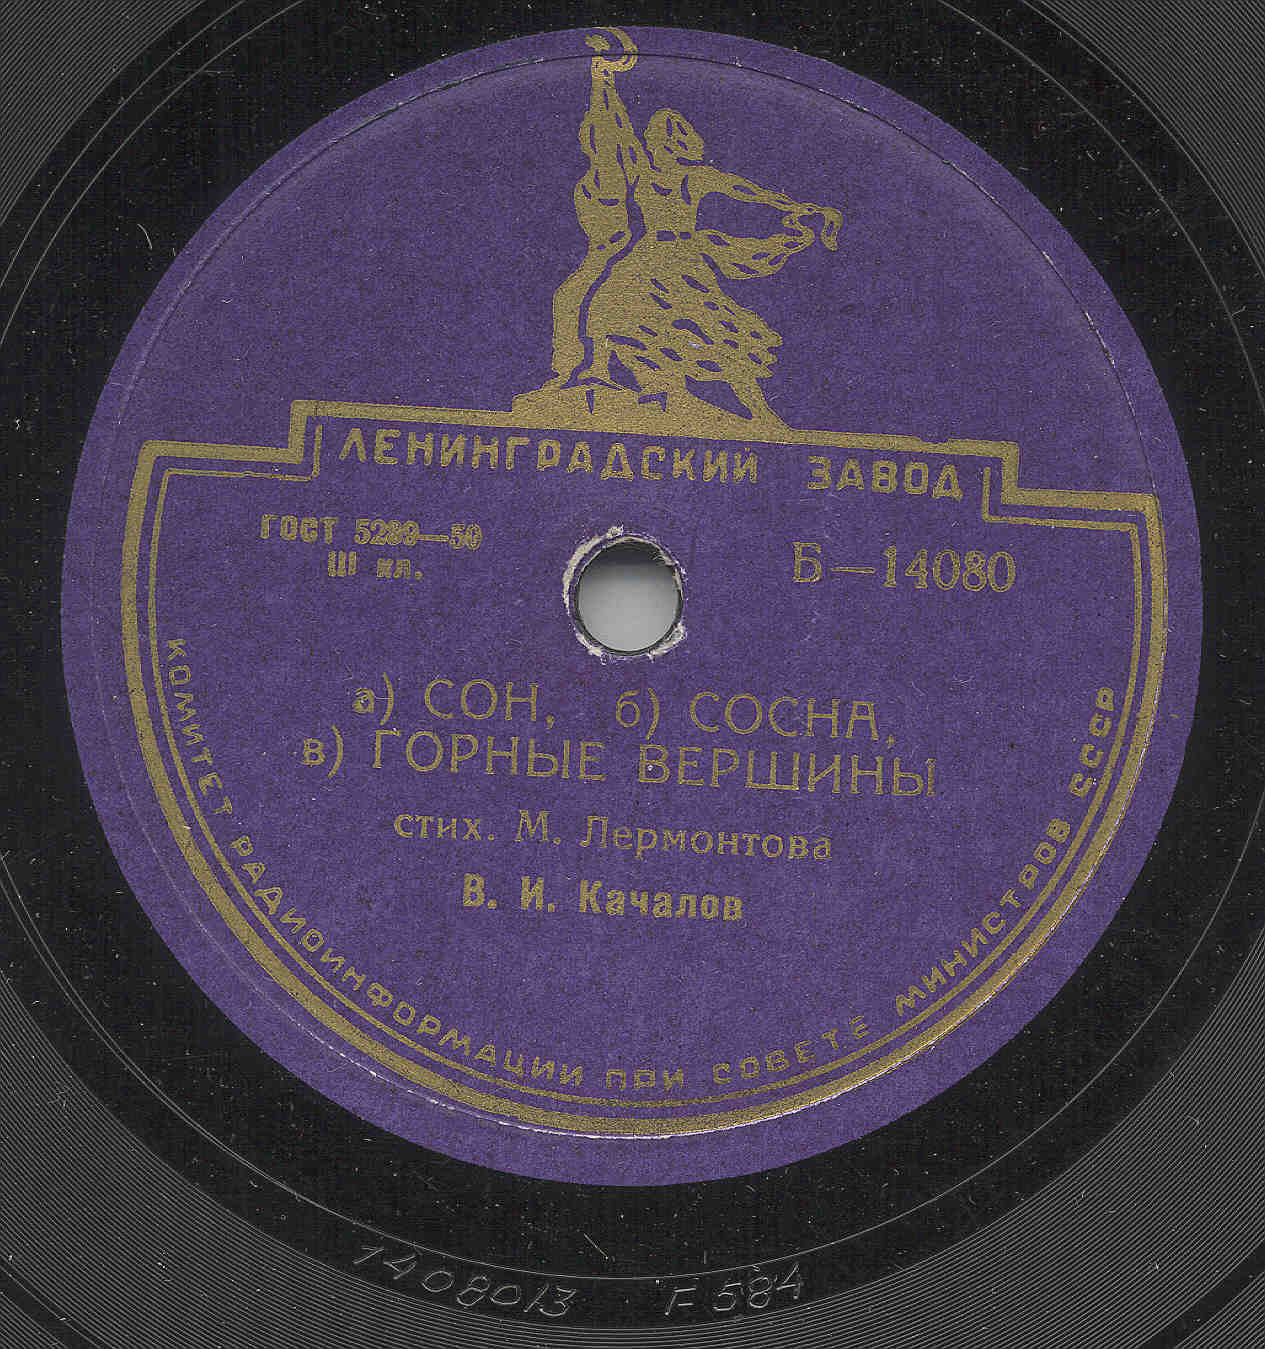 ЛЕНИНГРАДСКИЙ ЗАВОД
ГОСТ 5289—50
III кл.
Б—14080
а) СОН, б) СОСНА,
в) ГОРНЫЕ ВЕРШИНЫ
стих. М. Лермонтова
В. И. Качалов
КОМИТЕТ РАДИОИНФОРМАЦИИ ПРИ СОВЕТЕ МИНИСТРОВ СССР
14080/3 F 584